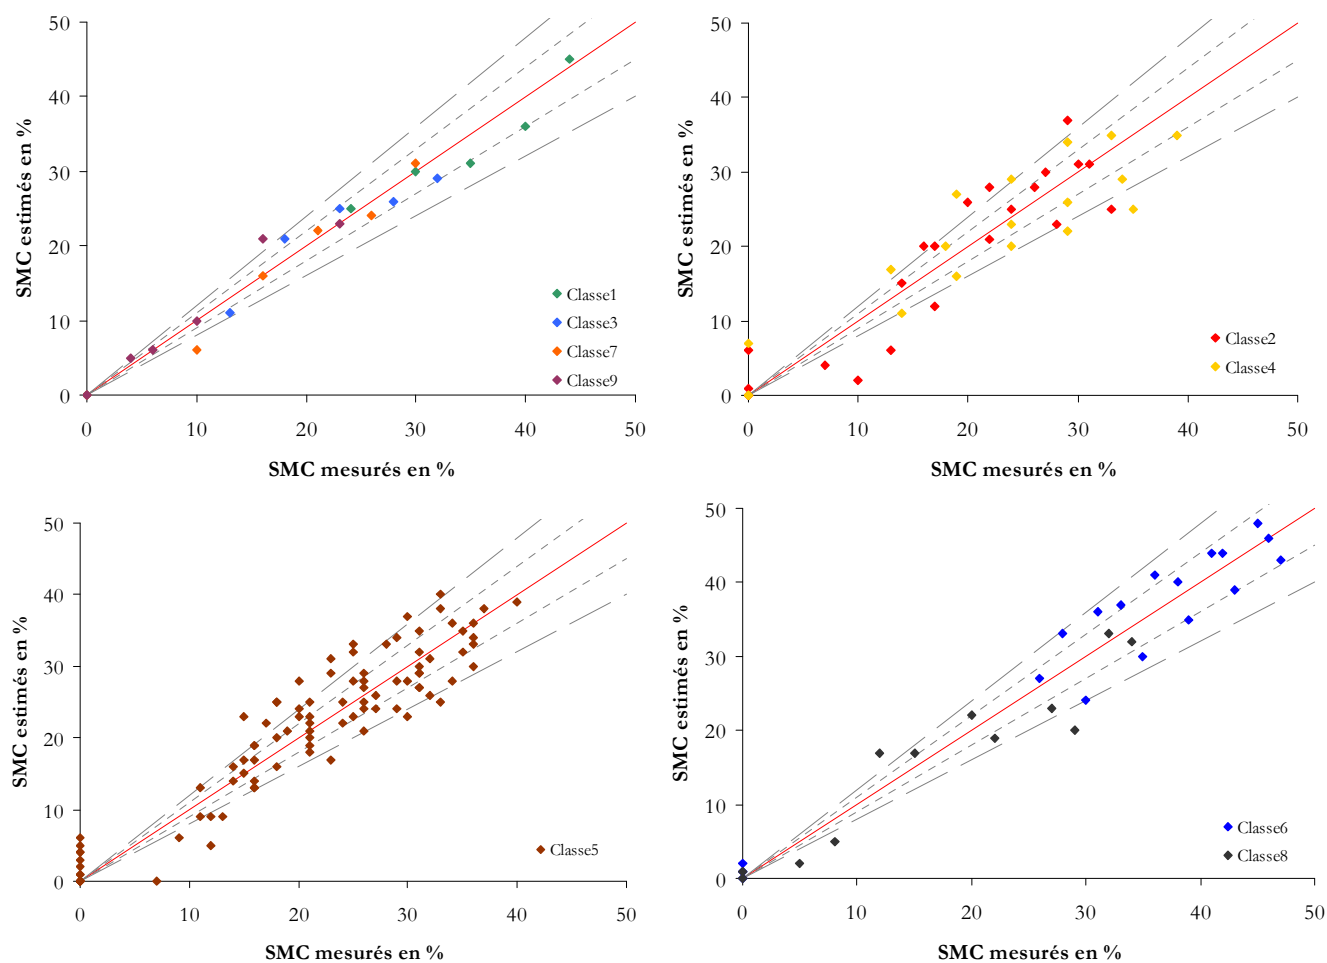 50
40
30
20
10
0
SMC estimés en %
Classe1
Classe3
Classe7
Classe9
0 10 20 30 40 50
SMC mesurés en %
50
40
30
20
10
0
SMC estimés en %
Classe2
Classe4
0 10 20 30 40 50
SMC mesurés en %
50
40
30
20
10
0
SMC estimés en %
Classe5
0 10 20 30 40 50
SMC mesurés en %
50
40
30
20
10
0
SMC estimés en %
Classe6
Classe8
0 10 20 30 40 50
SMC mesurés en %